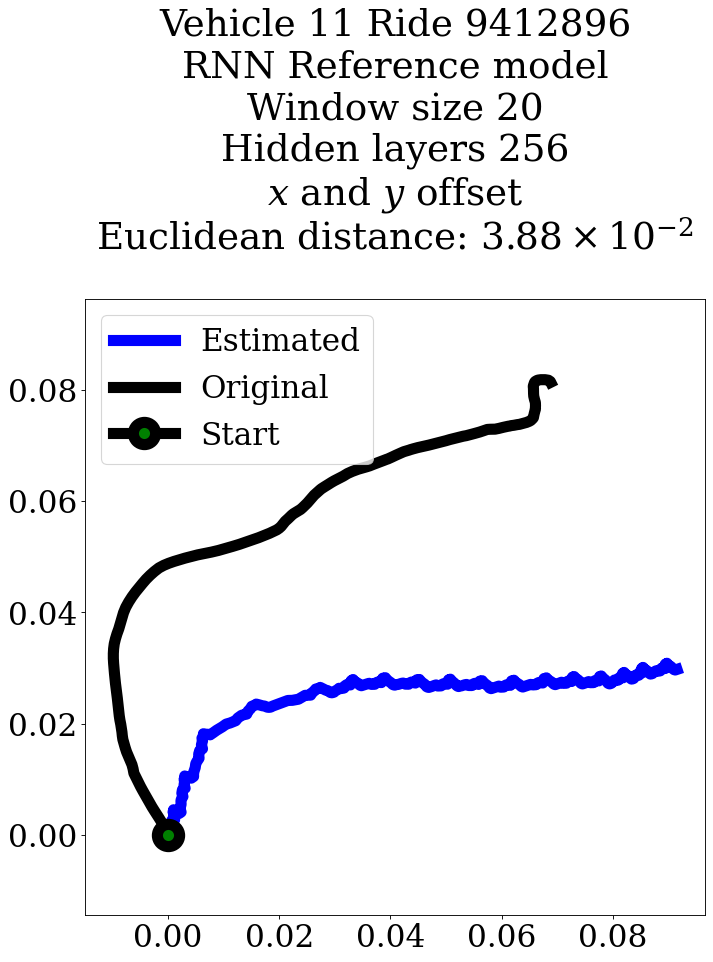 Vehicle 11 Ride 9412896
RNN Reference model
Window size 20
Hidden layers 256
x and y offset
Euclidean distance: 3.88 × 10⁻²
Estimated
Original
Start
0.08
0.06
0.04
0.02
0.00
0.00 0.02 0.04 0.06 0.08